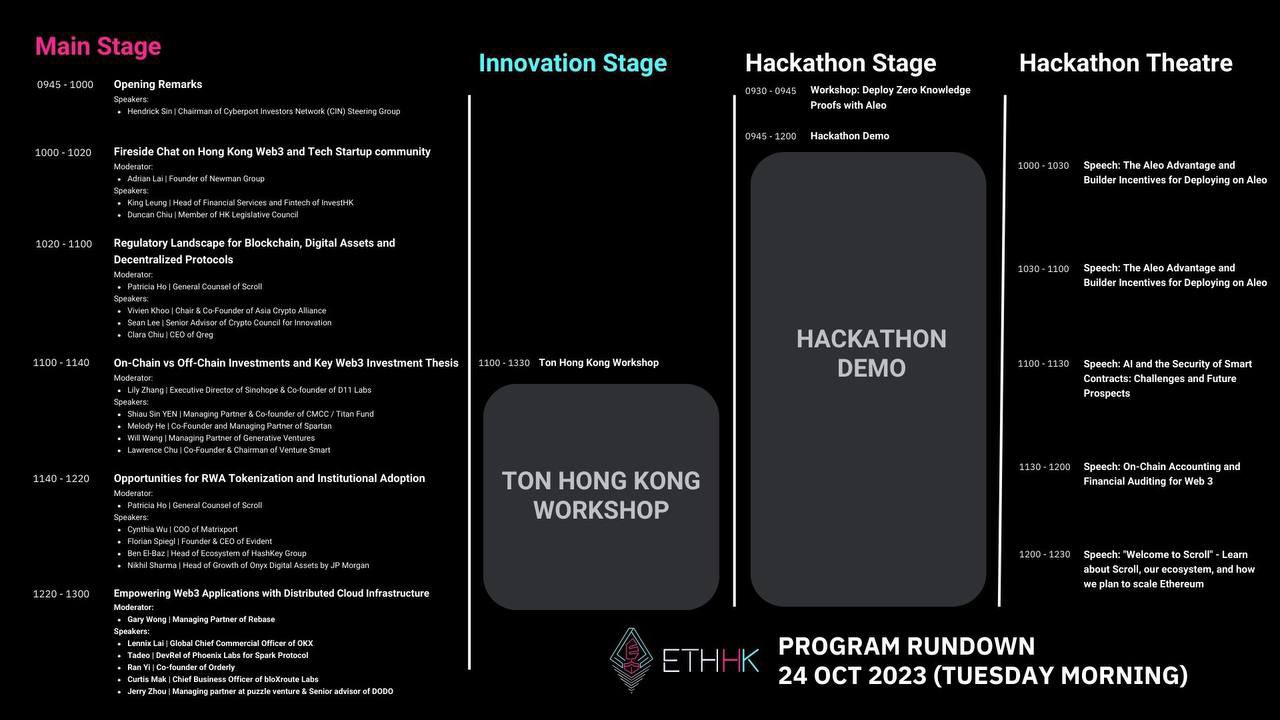 Main Stage
0945 - 1000 Opening Remarks
Speakers:
• Hendrick Sin | Chairman of Cyberport Investors Network (CIN) Steering Group
1000 - 1020 Fireside Chat on Hong Kong Web3 and Tech Startup community
Moderator:
• Adrian Lai | Founder of Newman Group
Speakers:
• King Leung | Head of Financial Services and Fintech of InvestHK
• Duncan Chiu | Member of HK Legislative Council
1020 - 1100 Regulatory Landscape for Blockchain, Digital Assets and
Decentralized Protocols
Moderator:
• Patricia Ho | General Counsel of Scroll
Speakers:
• Vivien Khoo | Chair & Co-Founder of Asia Crypto Alliance
• Sean Lee | Senior Advisor of Crypto Council for Innovation
• Clara Chiu | CEO of Qreg
1100 - 1140 On-Chain vs Off-Chain Investments and Key Web3 Investment Thesis
Moderator:
• Lily Zhang | Executive Director of Sinohope & Co-founder of D11 Labs
Speakers:
• Shiau Sin YEN | Managing Partner & Co-founder of CMCC / Titan Fund
• Melody He | Co-Founder and Managing Partner of Spartan
• Will Wang | Managing Partner of Generative Ventures
• Lawrence Chu | Co-Founder & Chairman of Venture Smart
1140 - 1220 Opportunities for RWA Tokenization and Institutional Adoption
Moderator:
• Patricia Ho | General Counsel of Scroll
Speakers:
• Cynthia Wu | COO of Matrixport
• Florian Spiegl | Founder & CEO of Evident
• Ben El-Baz | Head of Ecosystem of HashKey Group
• Nikhil Sharma | Head of Growth of Onyx Digital Assets by JP Morgan
1220 - 1300 Empowering Web3 Applications with Distributed Cloud Infrastructure
Moderator:
• Gary Wong | Managing Partner of Rebase
Speakers:
• Lennix Lai | Global Chief Commercial Officer of OKX
• Tadeo | DevRel of Phoenix Labs for Spark Protocol
• Ran Yi | Co-founder of Orderly
• Curtis Mak | Chief Business Officer of bloXroute Labs
• Jerry Zhou | Managing partner at puzzle venture & Senior advisor of DODO
Innovation Stage
1100 - 1330 Ton Hong Kong Workshop
TON HONG KONG
WORKSHOP
Hackathon Stage
0930 - 0945 Workshop: Deploy Zero Knowledge
Proofs with Aleo
0945 - 1200 Hackathon Demo
HACKATHON
DEMO
Hackathon Theatre
1000 - 1030 Speech: The Aleo Advantage and
Builder Incentives for Deploying on Aleo
1030 - 1100 Speech: The Aleo Advantage and
Builder Incentives for Deploying on Aleo
1100 - 1130 Speech: AI and the Security of Smart
Contracts: Challenges and Future
Prospects
1130 - 1200 Speech: On-Chain Accounting and
Financial Auditing for Web 3
1200 - 1230 Speech: "Welcome to Scroll" - Learn
about Scroll, our ecosystem, and how
we plan to scale Ethereum
ETHHK
PROGRAM RUNDOWN
24 OCT 2023 (TUESDAY MORNING)